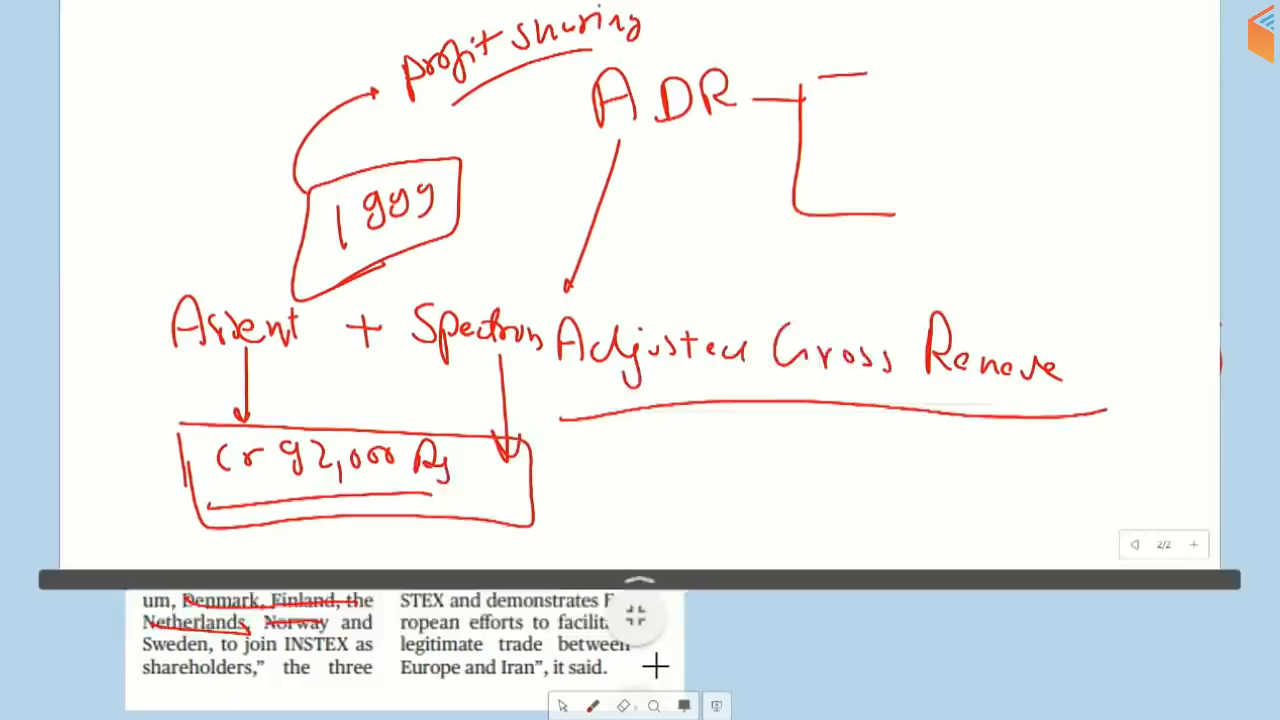 profit sharing
ADR
1999
+ Spectrum Adjusted Gross
Cr 92,000 Rs
2/2
um, Denmark, Finland, the
Netherlands, Norway and
Sweden, to join INSTEX as
shareholders,” the three
STEX and demonstrates
ropean efforts to facilit
legitimate trade between
Europe and Iran”, it said.